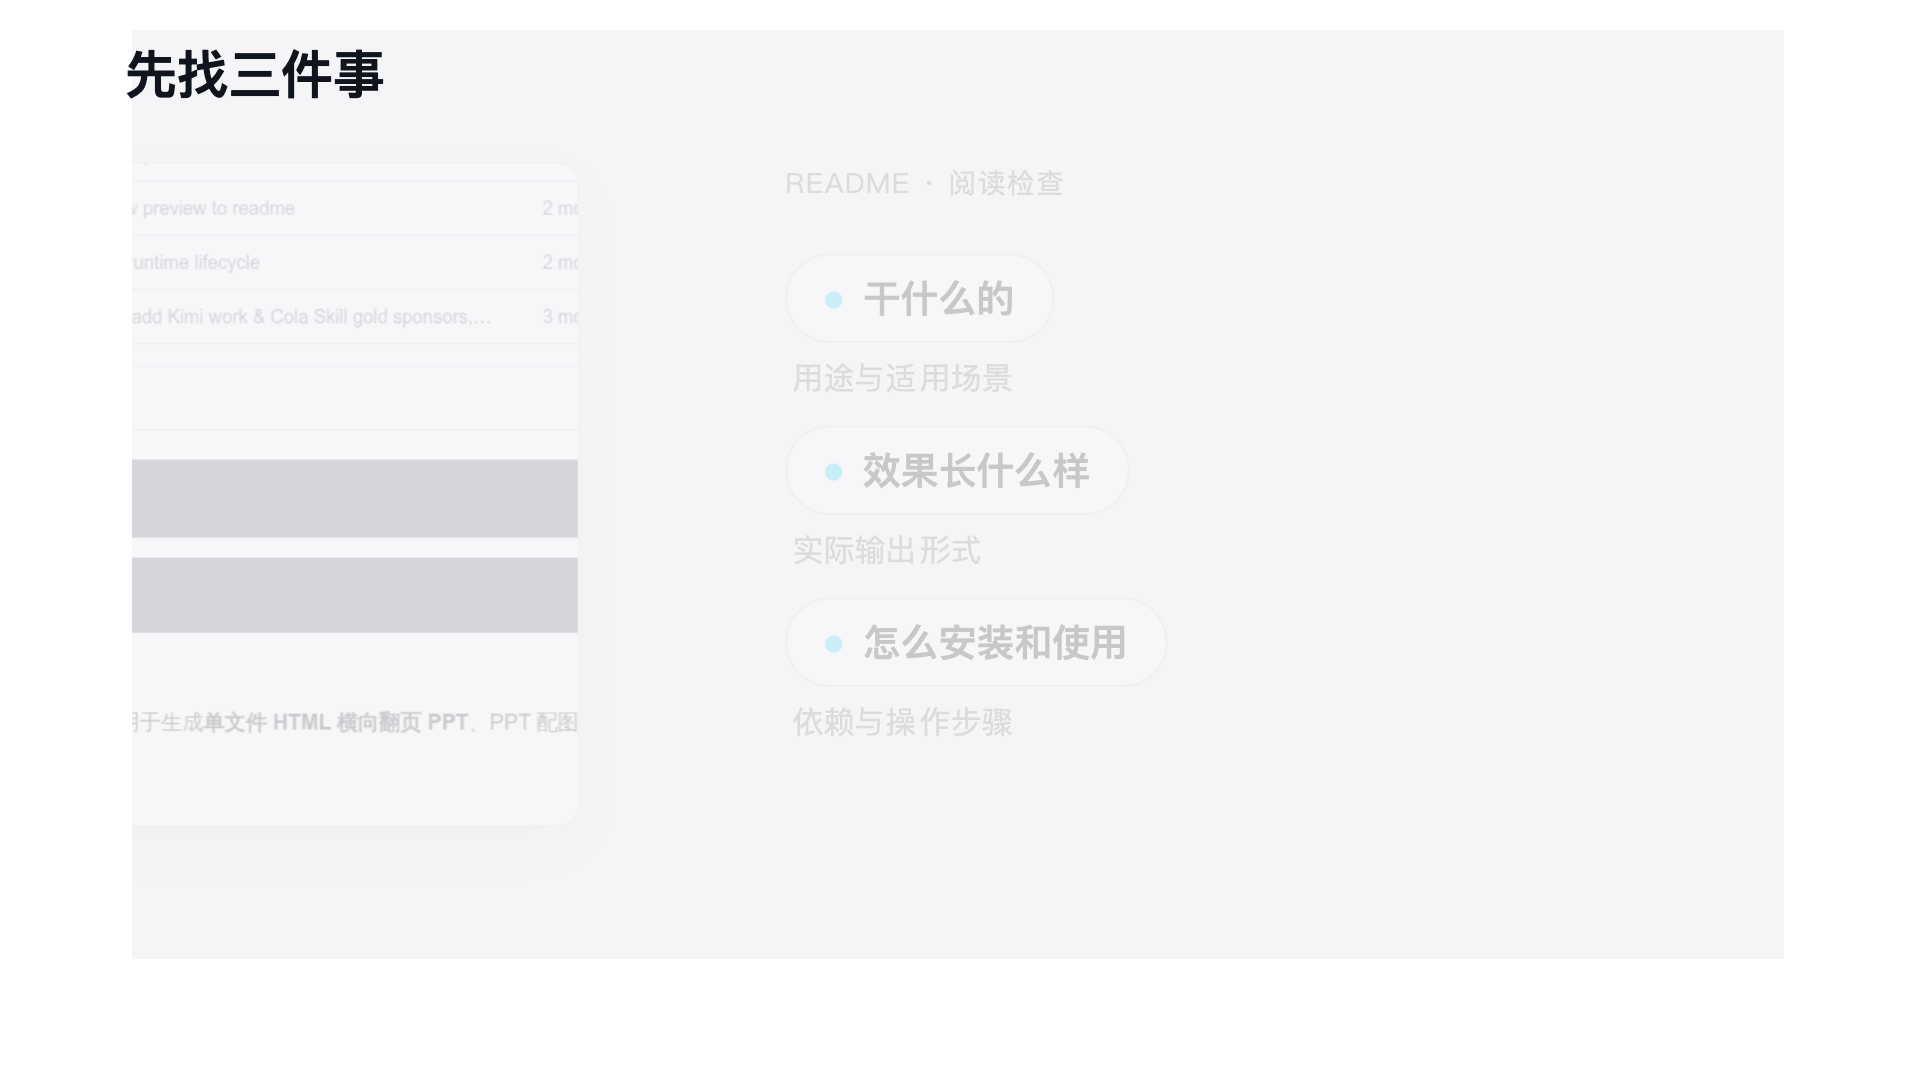 先找三件事
preview to readme
2 mo
runtime lifecycle
2 mo
add Kimi work & Cola Skill gold sponsors,...
3 mo
于生成单文件 HTML 横向翻页 PPT、PPT 配图
README · 阅读检查
干什么的
用途与适用场景
效果长什么样
实际输出形式
怎么安装和使用
依赖与操作步骤